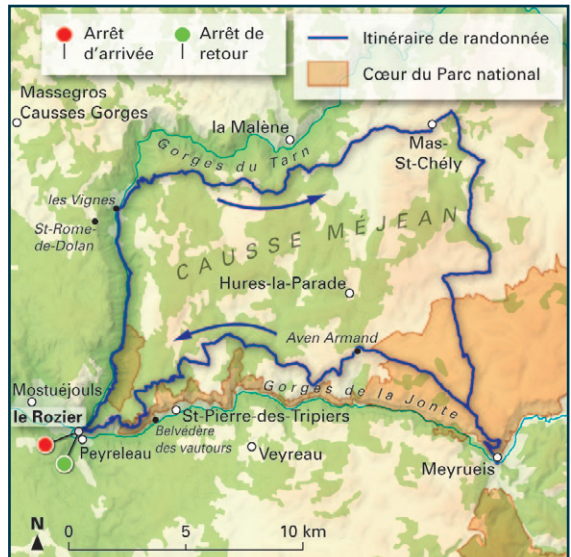 Arrêt
d'arrivée
Arrêt de
retour
Itinéraire de randonnée
Cœur du Parc national
Massegros
Causses Gorges
la Malène
Gorges du Tarn
Mas-
St-Chély
les Vignes
St-Rome-
de-Dolan
CAUSSE MÉJEAN
Hures-la-Parade
Aven Armand
Mostuéjouls
le Rozier
Gorges de la Jonte
St-Pierre-des-Tripiers
Belvédère
des vautours
Peyreleau
Veyreau
Meyrueis
N
0 5 10 km